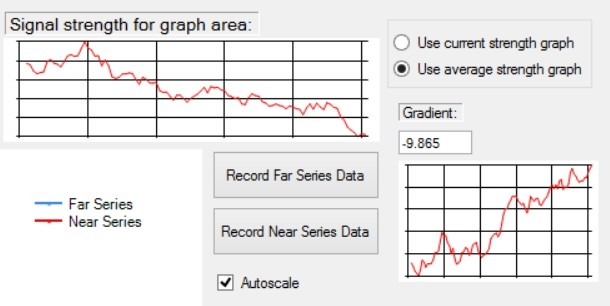 Signal strength for graph area:
Use current strength graph
Use average strength graph
Gradient:
-9.865
Record Far Series Data
Far Series
Near Series
Record Near Series Data
Autoscale